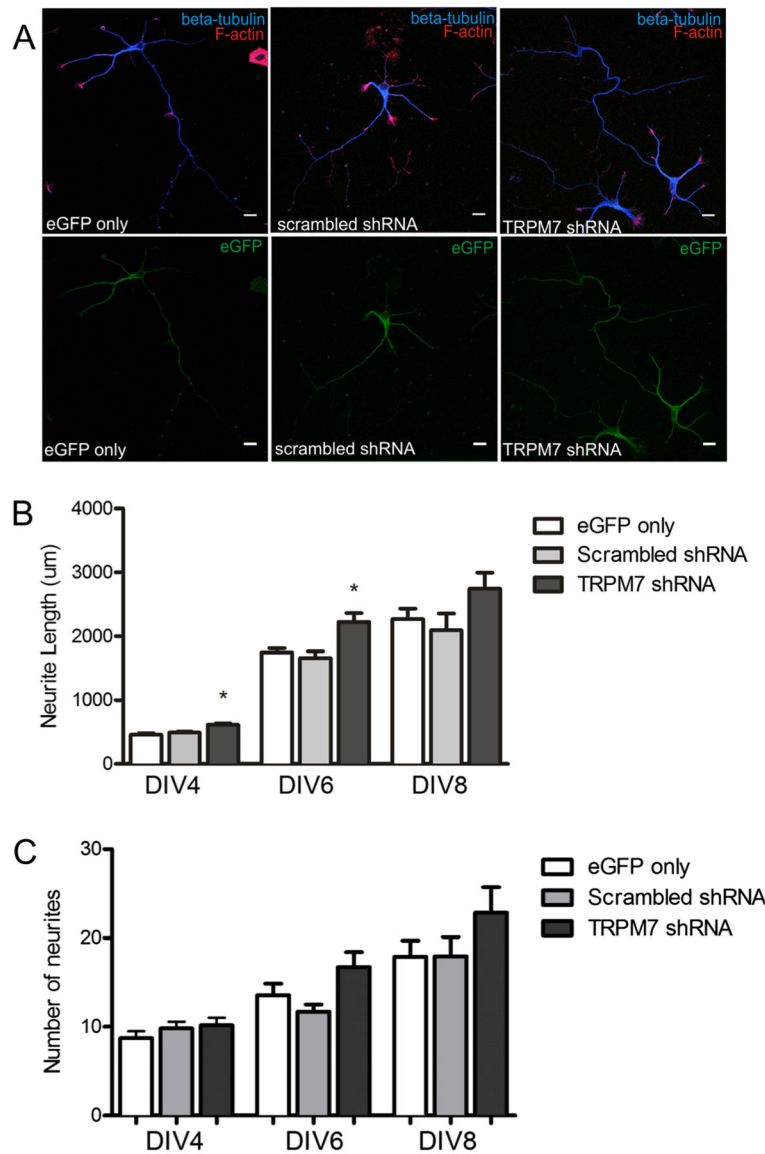 A
beta-tubulin
F-actin
eGFP only
beta-tubulin
F-actin
scrambled shRNA
beta-tubulin
F-actin
TRPM7 shRNA
eGFP
eGFP only
eGFP
scrambled shRNA
eGFP
TRPM7 shRNA
B
Neurite Length (um)
4000
3000
2000
1000
0
*
*
DIV4
DIV6
DIV8
eGFP only
Scrambled shRNA
TRPM7 shRNA
C
Number of neurites
30
20
10
0
DIV4
DIV6
DIV8
eGFP only
Scrambled shRNA
TRPM7 shRNA